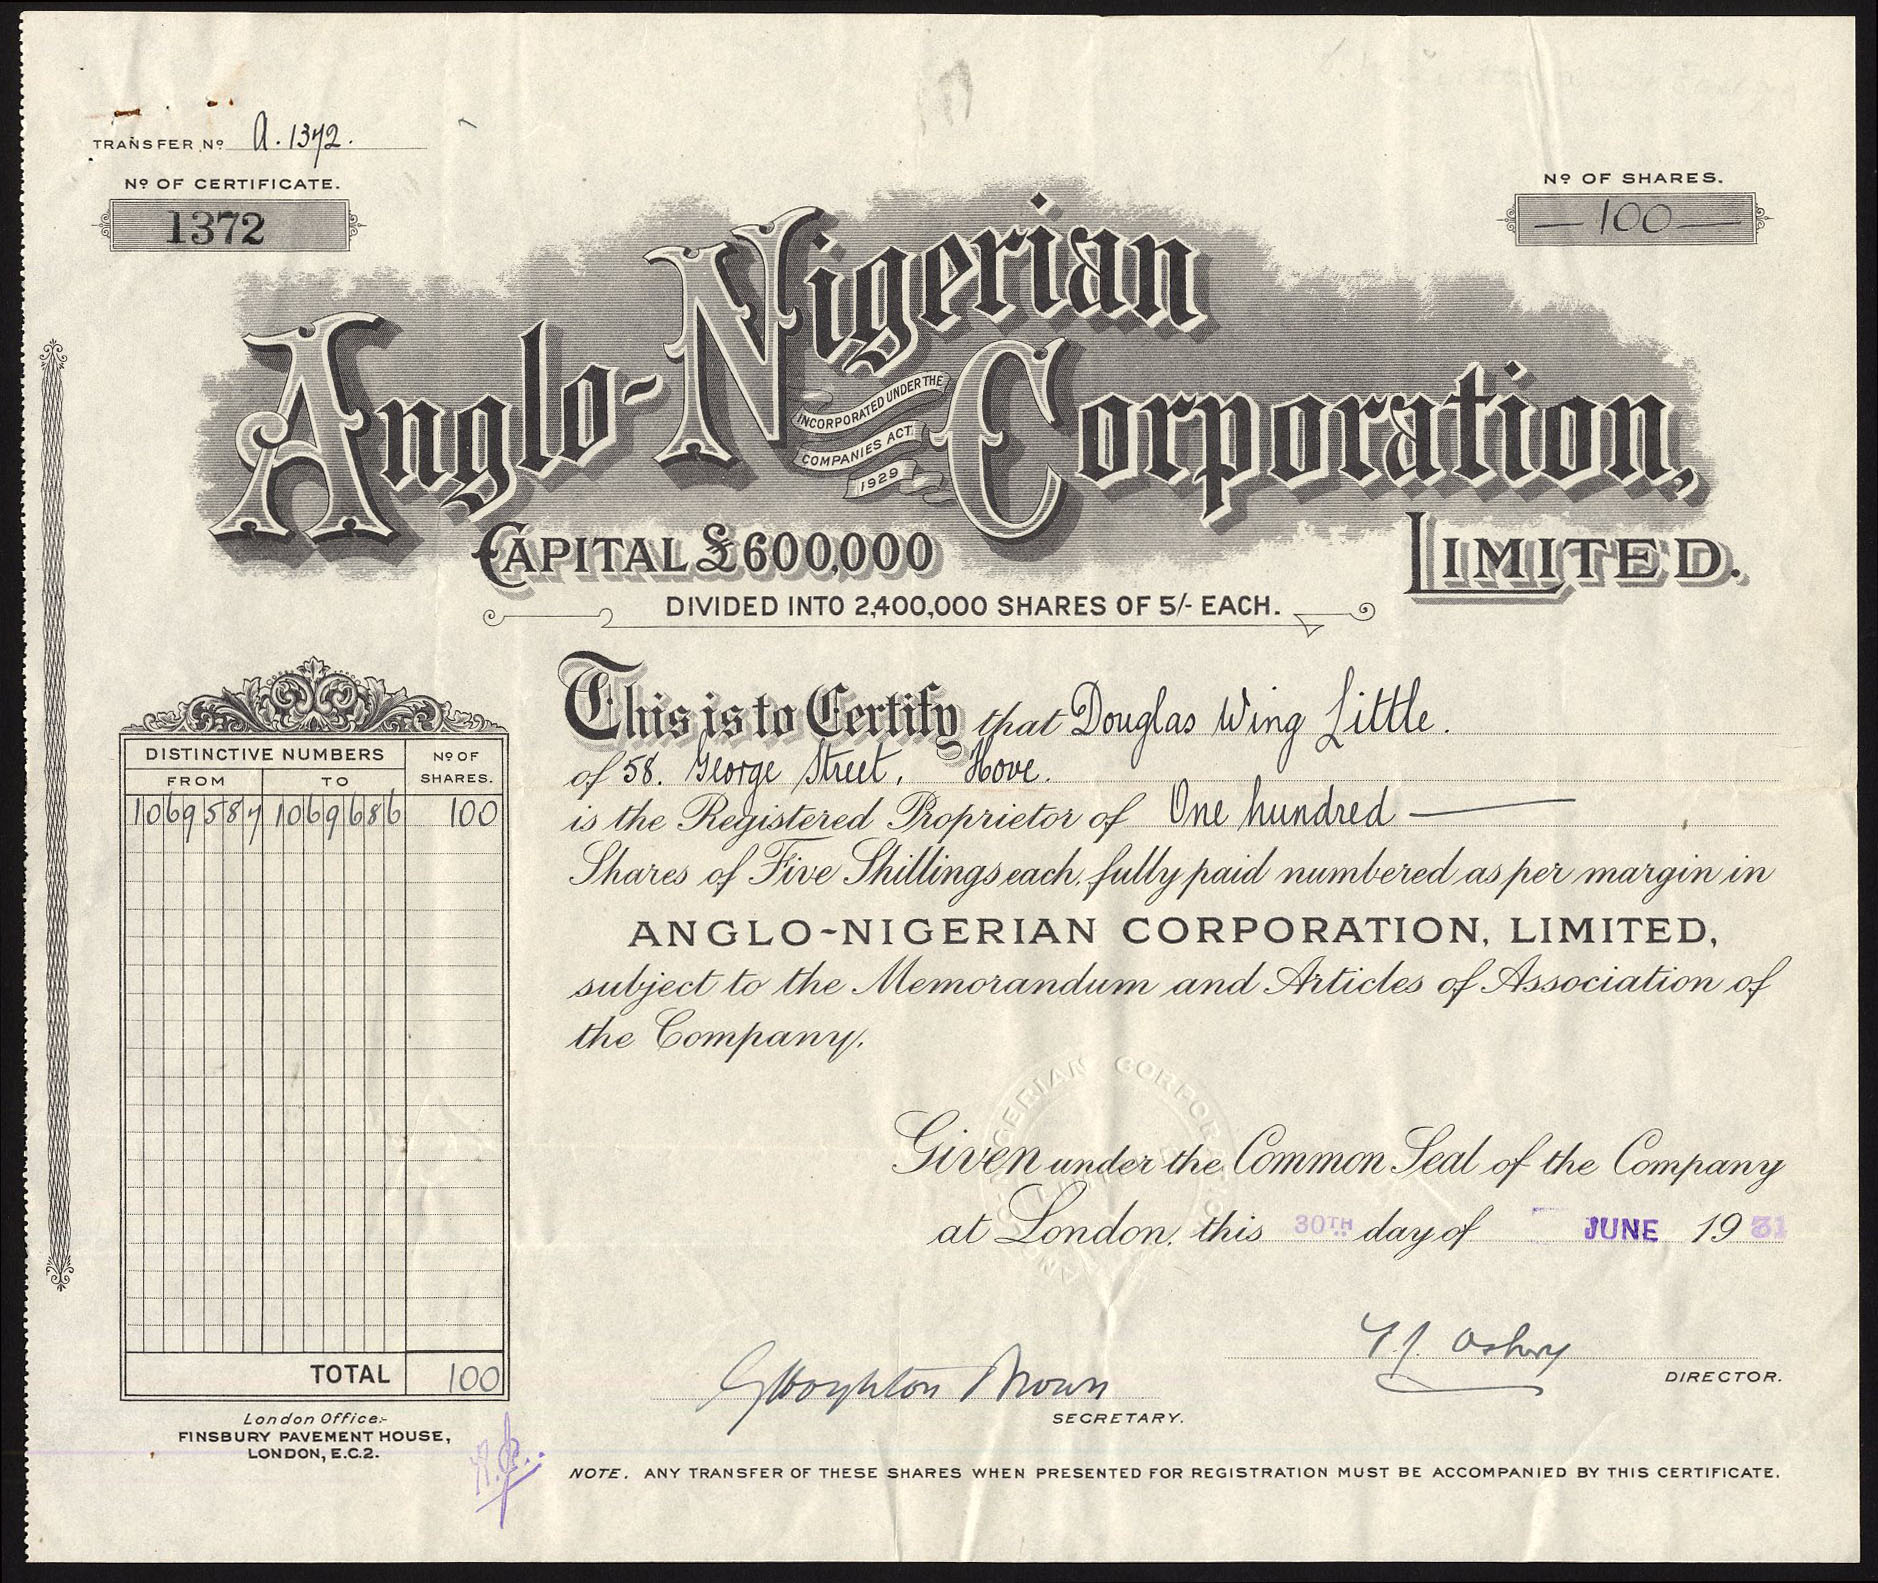 TRANSFER Nº A.1372.
Nº OF CERTIFICATE.
1372
Nº OF SHARES.
— 100 —
Anglo-Nigerian Corporation,
INCORPORATED UNDER THE
COMPANIES ACT,
1929
LIMITED.
CAPITAL £600,000
DIVIDED INTO 2,400,000 SHARES OF 5/- EACH.
DISTINCTIVE NUMBERS Nº OF SHARES.
FROM TO
1069587 1069686 100
TOTAL 100
London Office:-
FINSBURY PAVEMENT HOUSE,
LONDON, E.C.2.
This is to Certify that Douglas Wing Little.
of 58. George Street, Hove.
is the Registered Proprietor of One hundred —
Shares of Five Shillings each, fully paid numbered as per margin in
ANGLO-NIGERIAN CORPORATION, LIMITED,
subject to the Memorandum and Articles of Association of
the Company.
Given under the Common Seal of the Company
at London, this 30TH day of JUNE 1931
DIRECTOR.
SECRETARY.
NOTE. ANY TRANSFER OF THESE SHARES WHEN PRESENTED FOR REGISTRATION MUST BE ACCOMPANIED BY THIS CERTIFICATE.